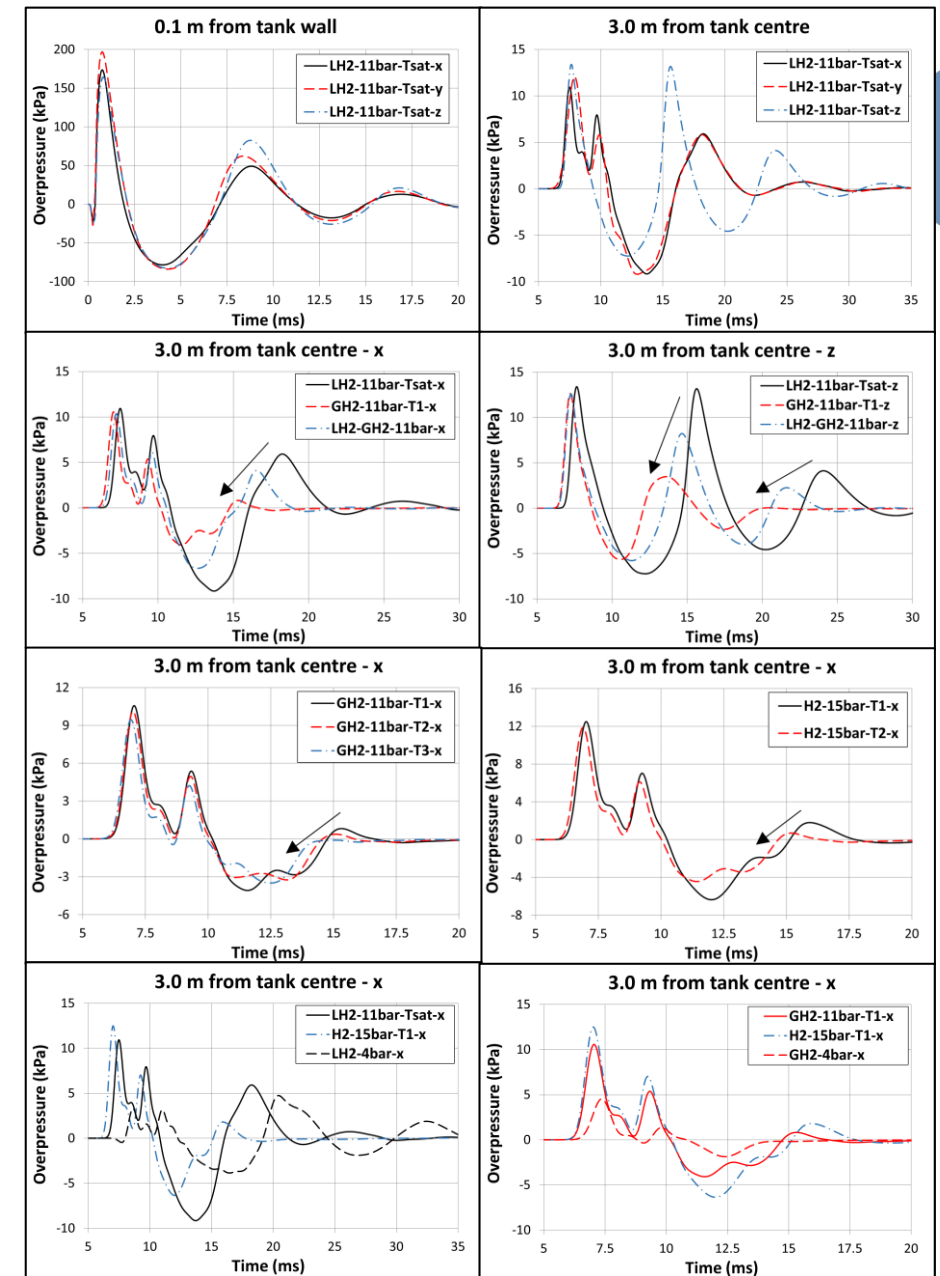 0.1 m from tank wall
200
150
100
50
0
-50
-100
Overpressure (kPa)
LH2-11bar-Tsat-x
LH2-11bar-Tsat-y
LH2-11bar-Tsat-z
0 2.5 5 7.5 10 12.5 15 17.5 20
Time (ms)
3.0 m from tank centre
15
10
5
0
-5
-10
Overressure (kPa)
LH2-11bar-Tsat-x
LH2-11bar-Tsat-y
LH2-11bar-Tsat-z
5 10 15 20 25 30 35
Time (ms)
3.0 m from tank centre - x
15
10
5
0
-5
-10
Overpressure (kPa)
LH2-11bar-Tsat-x
GH2-11bar-T1-x
LH2-GH2-11bar-x
5 10 15 20 25 30
Time (ms)
3.0 m from tank centre - z
15
10
5
0
-5
-10
Overpressure (kPa)
LH2-11bar-Tsat-z
GH2-11bar-T1-z
LH2-GH2-11bar-z
5 10 15 20 25 30
Time (ms)
3.0 m from tank centre - x
12
9
6
3
0
-3
-6
Overpressure (kPa)
GH2-11bar-T1-x
GH2-11bar-T2-x
GH2-11bar-T3-x
5 7.5 10 12.5 15 17.5 20
Time (ms)
3.0 m from tank centre - x
16
12
8
4
0
-4
-8
Overpressure (kPa)
H2-15bar-T1-x
H2-15bar-T2-x
5 7.5 10 12.5 15 17.5 20
Time (ms)
3.0 m from tank centre - x
15
10
5
0
-5
-10
Overpressure (kPa)
LH2-11bar-Tsat-x
H2-15bar-T1-x
LH2-4bar-x
5 10 15 20 25 30 35
Time (ms)
3.0 m from tank centre - x
15
10
5
0
-5
-10
Overpressure (kPa)
GH2-11bar-T1-x
H2-15bar-T1-x
GH2-4bar-x
5 7.5 10 12.5 15 17.5 20
Time (ms)